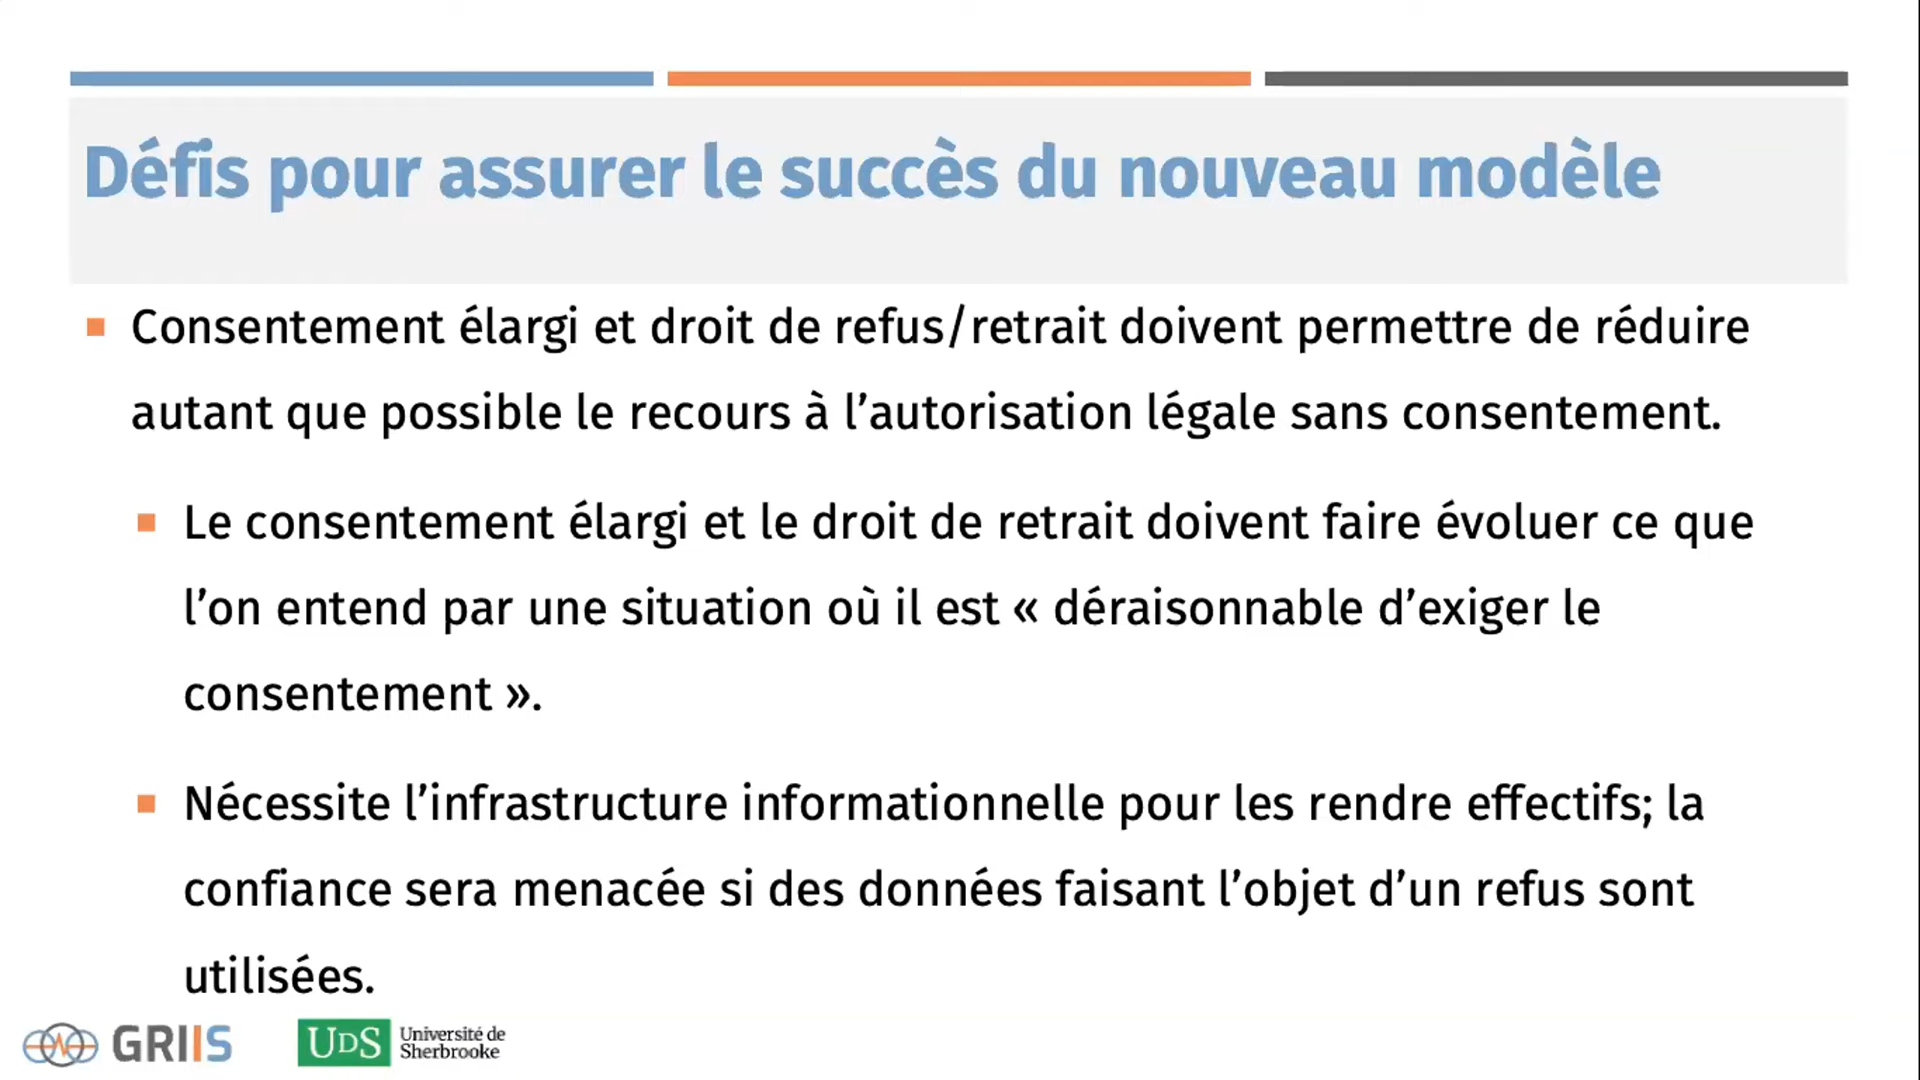 Défis pour assurer le succès du nouveau modèle
Consentement élargi et droit de refus/retrait doivent permettre de réduire
autant que possible le recours à l’autorisation légale sans consentement.
Le consentement élargi et le droit de retrait doivent faire évoluer ce que
l’on entend par une situation où il est « déraisonnable d’exiger le
consentement ».
Nécessite l’infrastructure informationnelle pour les rendre effectifs; la
confiance sera menacée si des données faisant l’objet d’un refus sont
utilisées.
GRIIS
UDS Université de
Sherbrooke